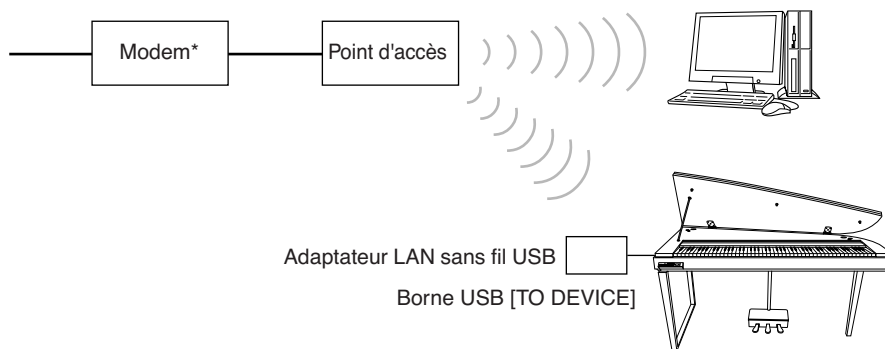 Modem*
Point d'accès
Adaptateur LAN sans fil USB
Borne USB [TO DEVICE]